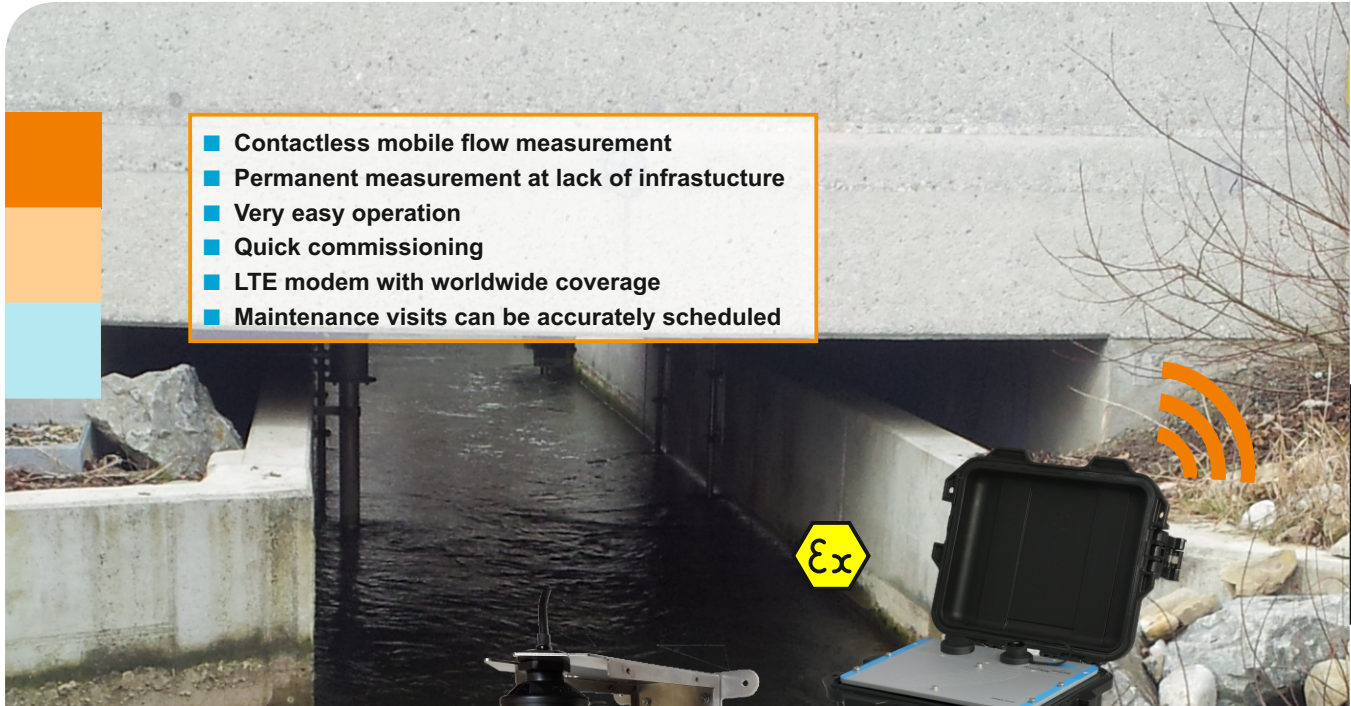 Contactless mobile flow measurement
Permanent measurement at lack of infrastucture
Very easy operation
Quick commissioning
LTE modem with worldwide coverage
Maintenance visits can be accurately scheduled
Ex